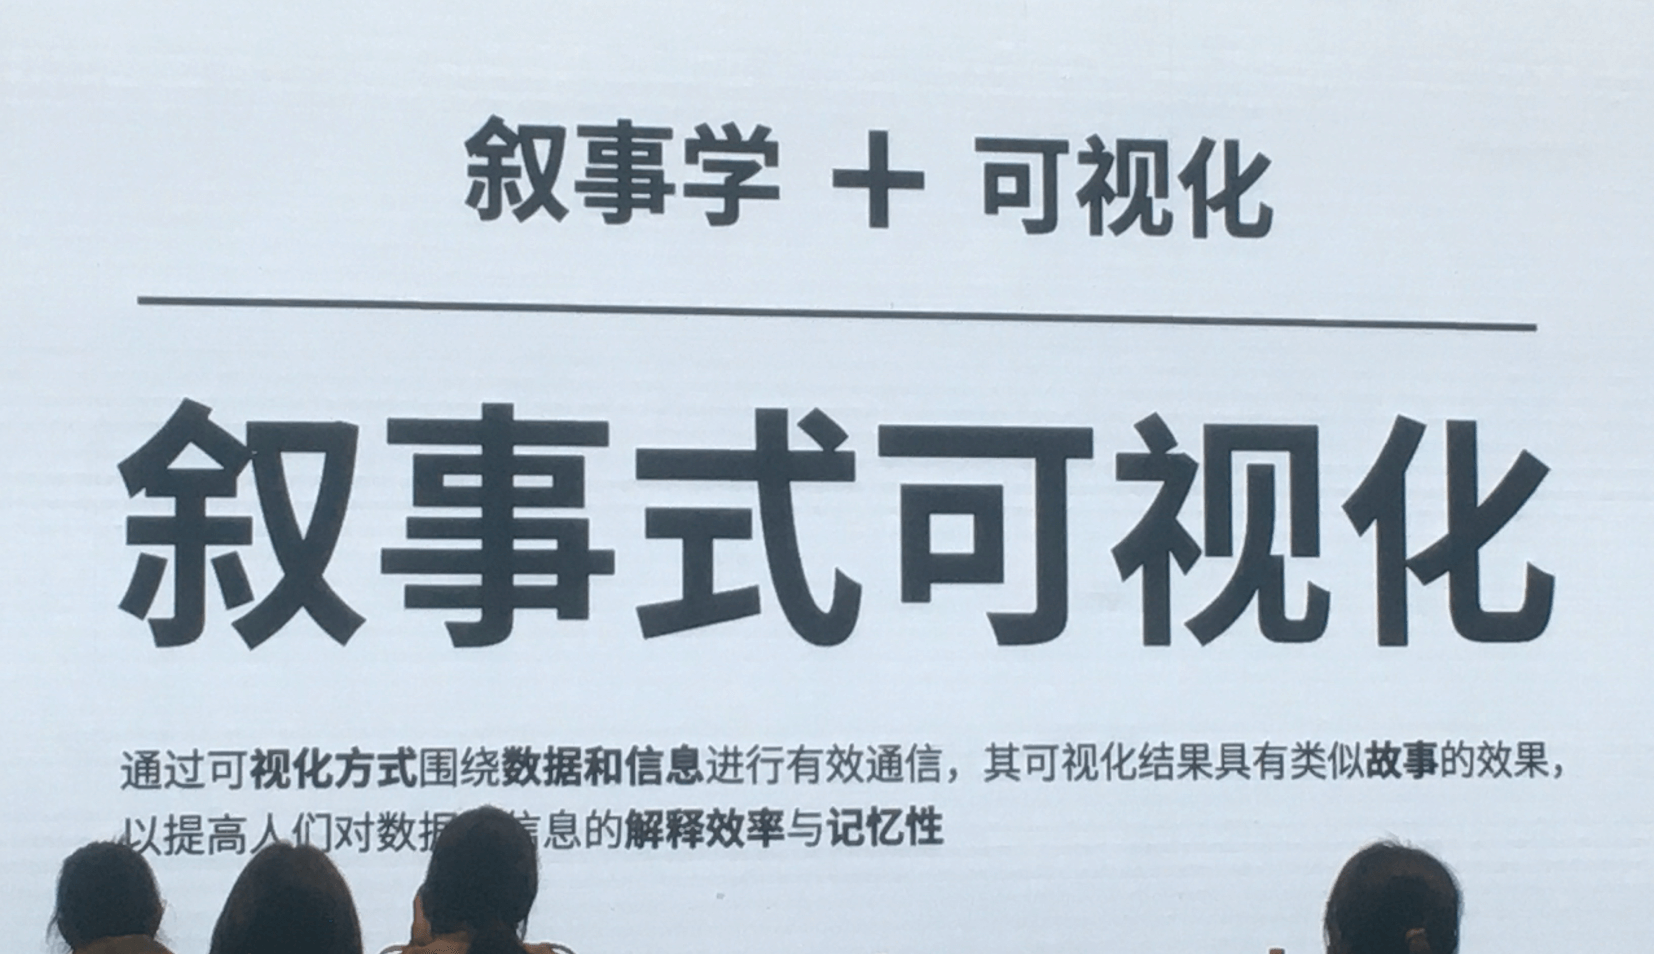 叙事学 + 可视化
叙事式可视化
通过可视化方式围绕数据和信息进行有效通信，其可视化结果具有类似故事的效果，
以提高人们对数据 信息的解释效率与记忆性